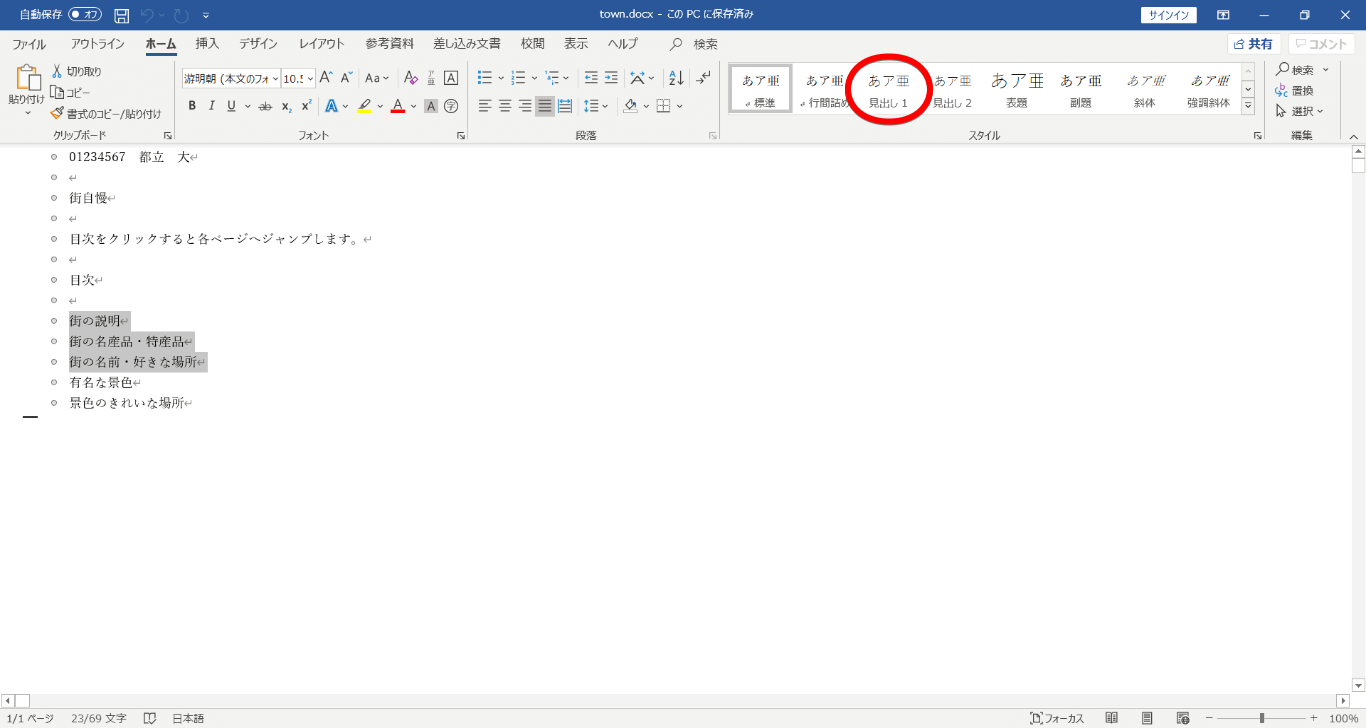 自動保存 オフ town.docx - この PC に保存済み サインイン
ファイル アウトライン ホーム 挿入 デザイン レイアウト 参考資料 差し込み文書 校閲 表示 ヘルプ 検索 共有 コメント
貼り付け
切り取り
コピー
書式のコピー/貼り付け
クリップボード
游明朝 (本文のフォ 10.5
Aa
B I U ab x₂ x² A A A 字
フォント
段落
あア亜 あア亜 あア亜 あア亜 あア亜 あア亜 あア亜 あア亜
標準 行間詰め 見出し 1 見出し 2 表題 副題 斜体 強調斜体
スタイル
検索
置換
選択
編集
01234567 都立 大
街自慢
目次をクリックすると各ページへジャンプします。
目次
街の説明
街の名産品・特産品
街の名前・好きな場所
有名な景色
景色のきれいな場所
1/1 ページ 23/69 文字 日本語 フォーカス 100%